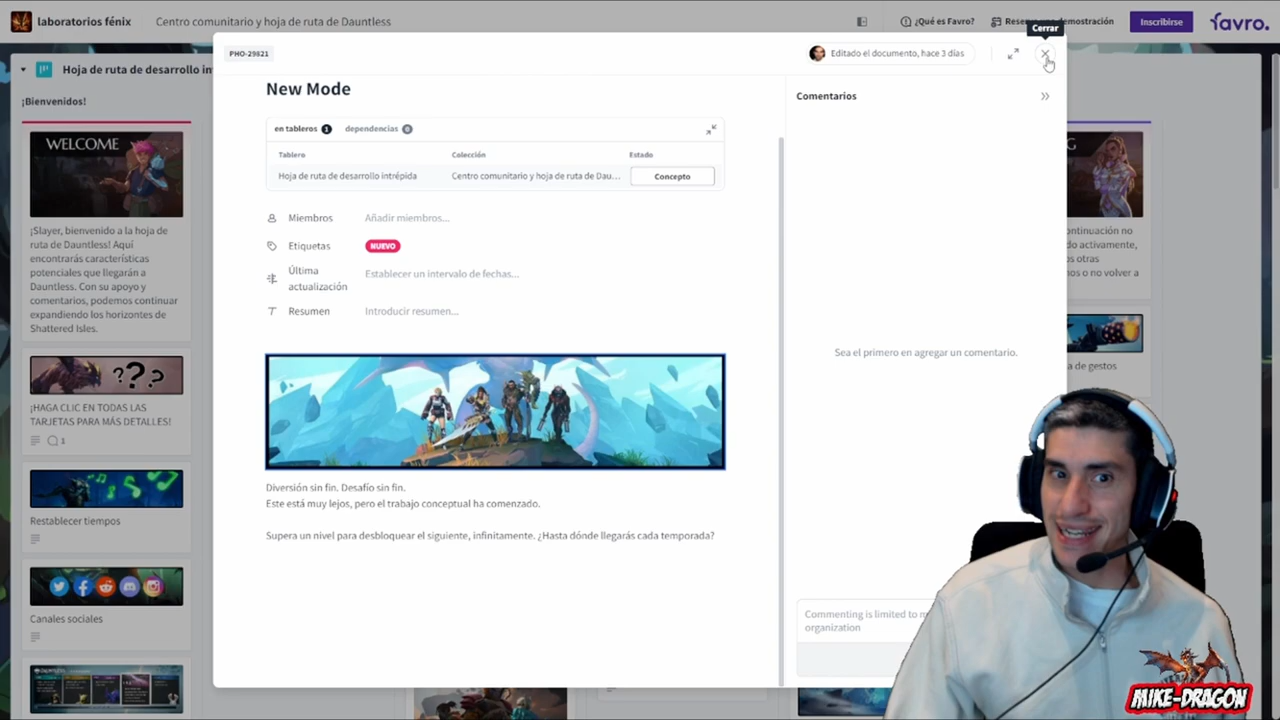 laboratorios fénix
Centro comunitario y hoja de ruta de Dauntless
¿Qué es Favro?
Inscribirse
favro.
Cerrar
PHO-29821
Editado el documento, hace 3 días
Hoja de ruta de desarrollo
¡Bienvenidos!
WELCOME
¡Slayer, bienvenido a la hoja
de ruta de Dauntless! Aquí
encontrarás características
potenciales que llegarán a
Dauntless. Con su apoyo y
comentarios, podemos continuar
expandiendo los horizontes de
Shattered Isles.
???
¡HAGA CLIC EN TODAS LAS
TARJETAS PARA MÁS DETALLES!
1
Restablecer tiempos
Canales sociales
New Mode
en tableros 1 dependencias 0
Tablero Colección Estado
Hoja de ruta de desarrollo intrépida Centro comunitario y hoja de ruta de Dau... Concepto
Miembros Añadir miembros...
Etiquetas NUEVO
Última
actualización
Establecer un intervalo de fechas...
Resumen Introducir resumen...
Diversión sin fin. Desafío sin fin.
Este está muy lejos, pero el trabajo conceptual ha comenzado.
Supera un nivel para desbloquear el siguiente, infinitamente. ¿Hasta dónde llegarás cada temporada?
Comentarios
Sea el primero en agregar un comentario.
Commenting is limited to
organization
G
ontinuación no
do activamente,
os otras
mos o no volver a
a de gestos
MIKE-DRAGON